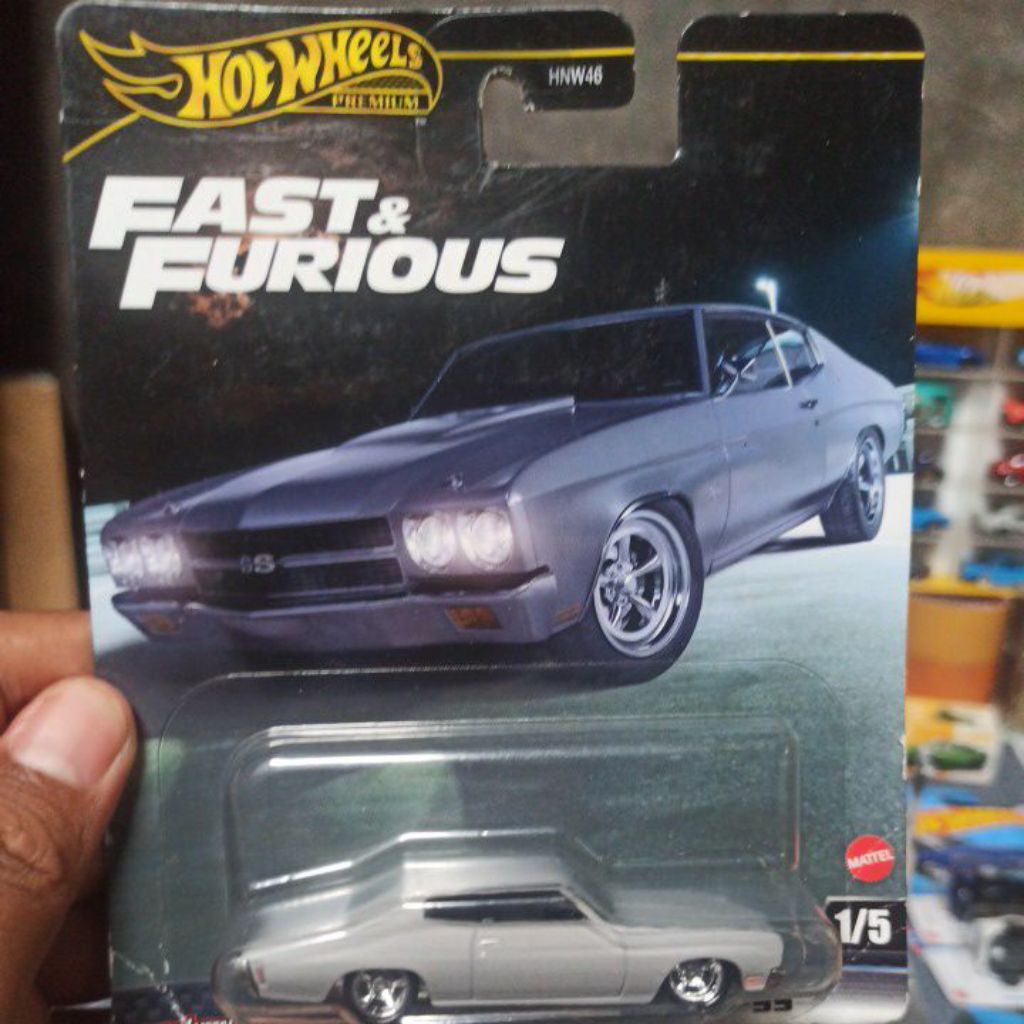 HOT WHEELS
PREMIUM
HNW46
FAST &
FURIOUS
SS
MATTEL
1/5